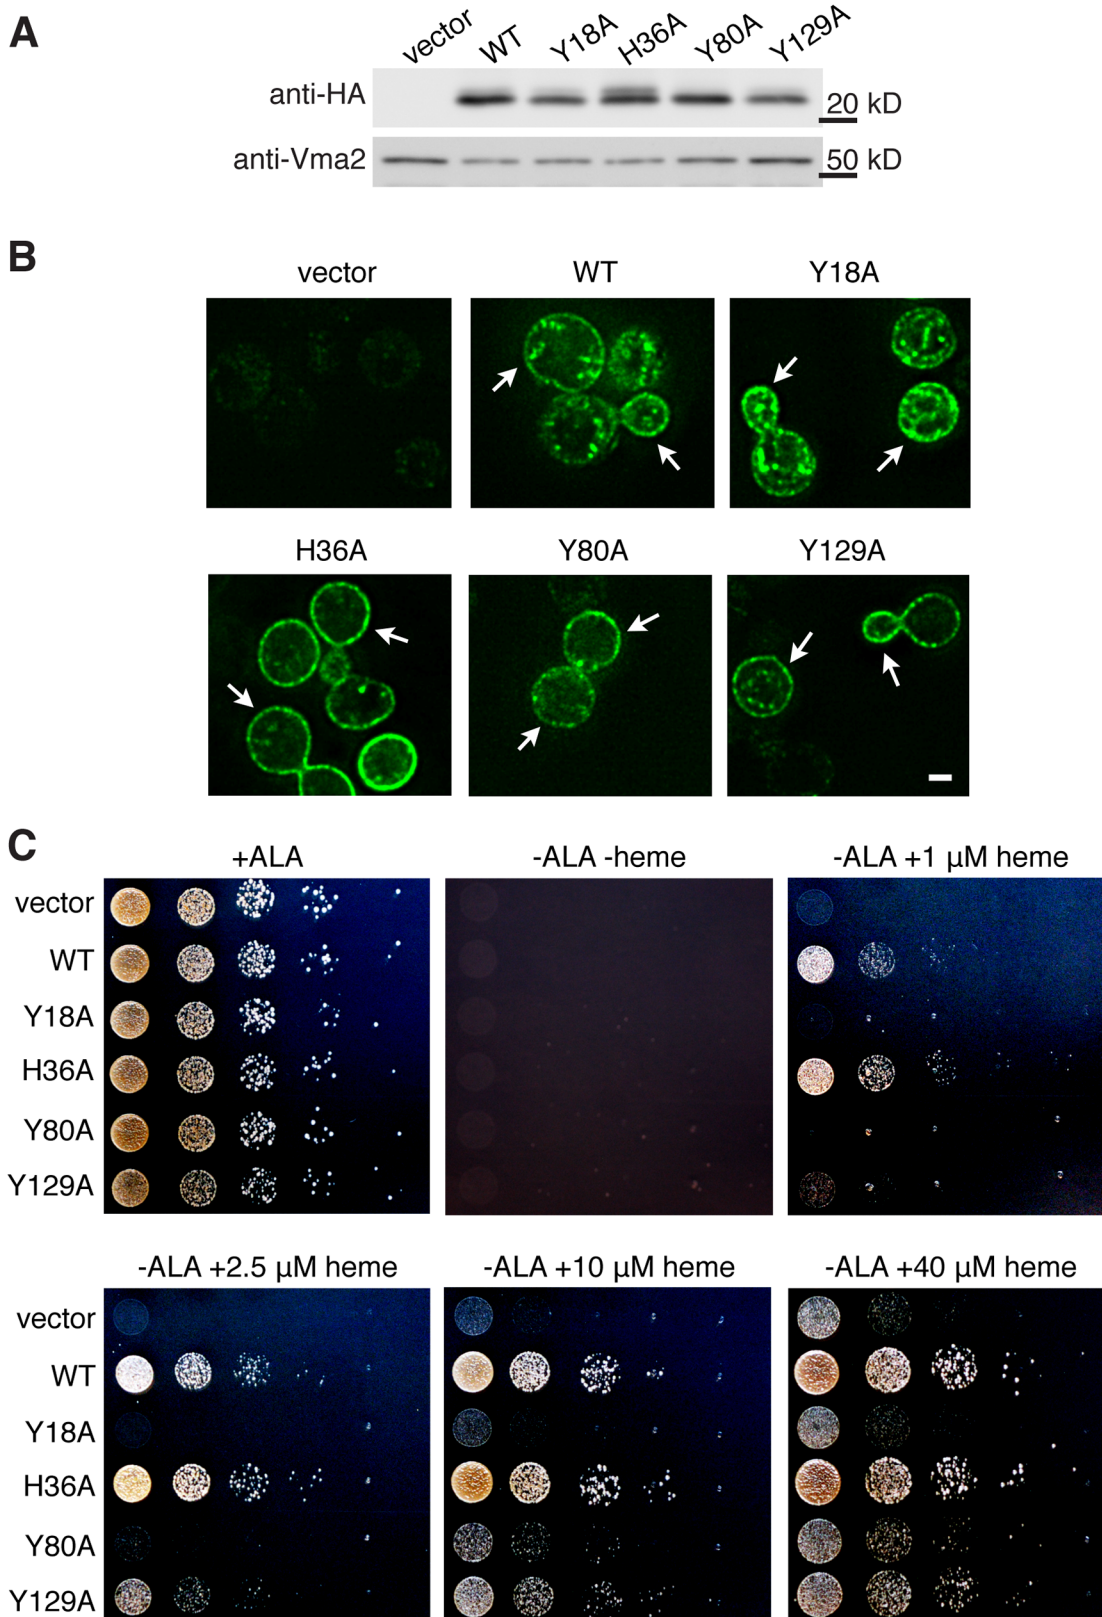 A
vector WT Y18A H36A Y80A Y129A
anti-HA 20 kD
anti-Vma2 50 kD
B
vector WT Y18A
H36A Y80A Y129A
C
+ALA -ALA -heme -ALA +1 µM heme
vector
WT
Y18A
H36A
Y80A
Y129A
-ALA +2.5 µM heme -ALA +10 µM heme -ALA +40 µM heme
vector
WT
Y18A
H36A
Y80A
Y129A